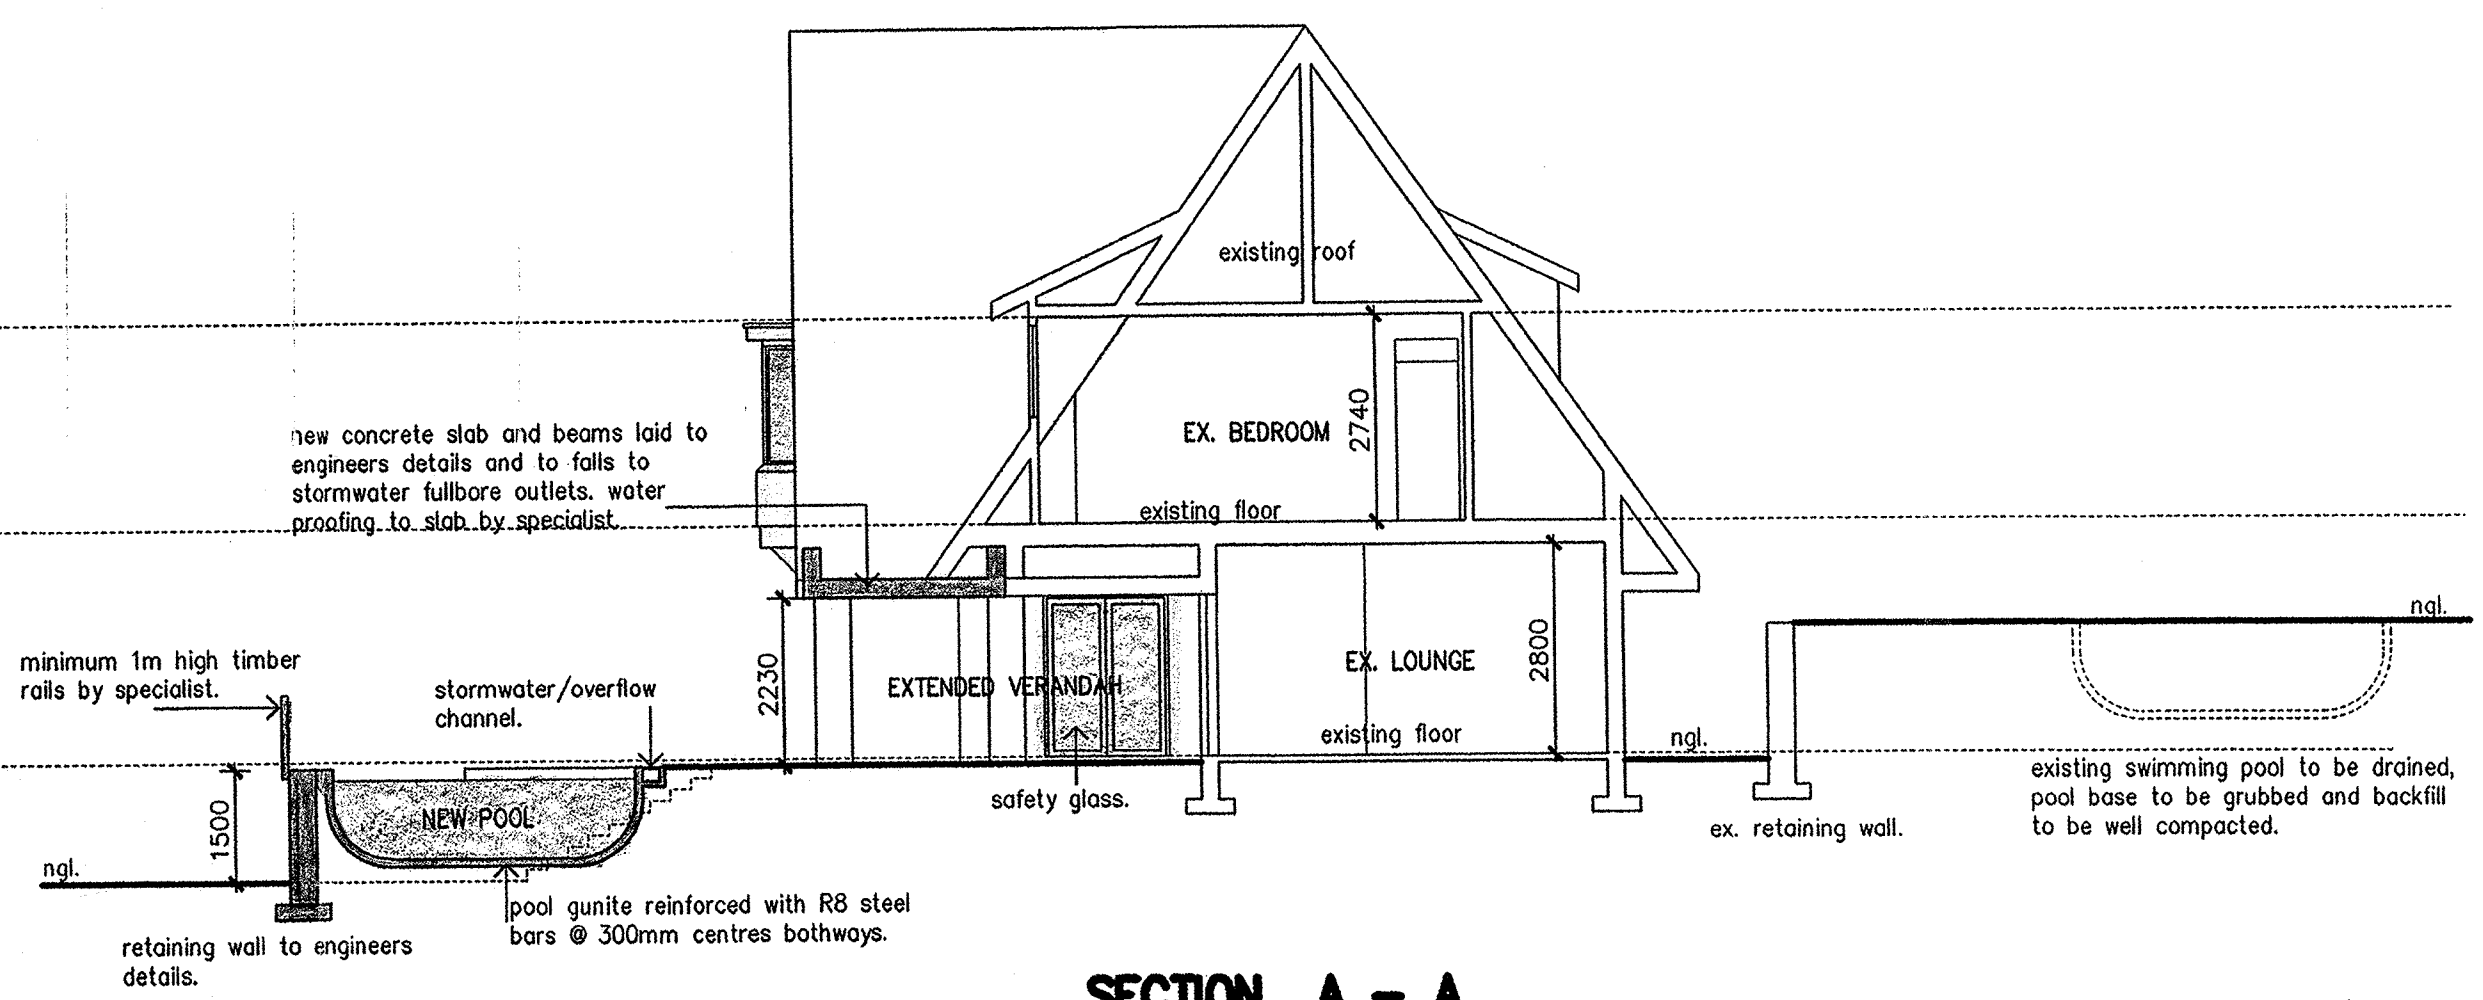 existing roof
new concrete slab and beams laid to
engineers details and to falls to
stormwater fullbore outlets. water
proofing to slab by specialist.
EX. BEDROOM
2740
existing floor
ngl.
minimum 1m high timber
rails by specialist.
stormwater/overflow
channel.
2230
EXTENDED VERANDAH
EX. LOUNGE
2800
existing floor
ngl.
safety glass.
existing swimming pool to be drained,
pool base to be grubbed and backfill
to be well compacted.
ex. retaining wall.
1500
NEW POOL
ngl.
pool gunite reinforced with R8 steel
bars @ 300mm centres bothways.
retaining wall to engineers
details.
SECTION A - A